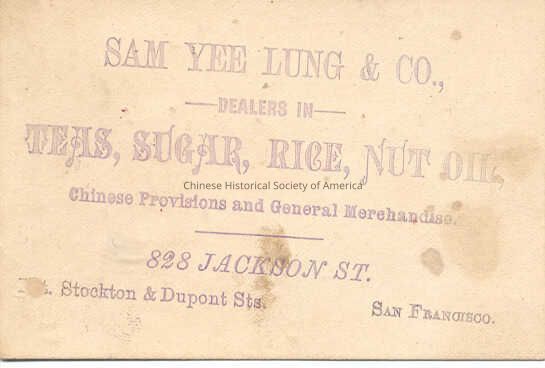 SAM YEE LUNG & CO.,
DEALERS IN
TEAS, SUGAR, RICE, NUT OIL,
Chinese Historical Society of America
Chinese Provisions and General Merchandise.
828 JACKSON ST.
Stockton & Dupont Sts.
SAN FRANCISCO.